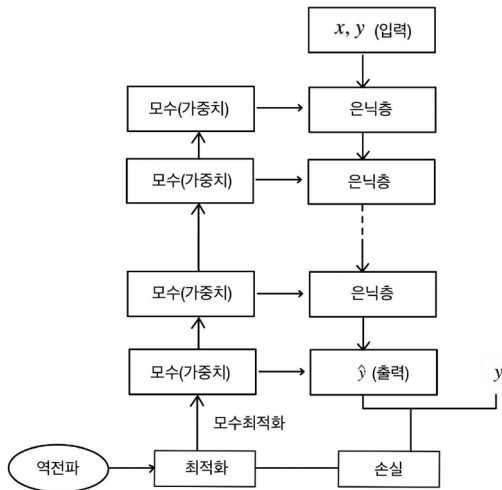 x, y (입력)
모수(가중치)
은닉층
모수(가중치)
은닉층
모수(가중치)
은닉층
모수(가중치)
ŷ (출력)
y
모수최적화
역전파
최적화
손실